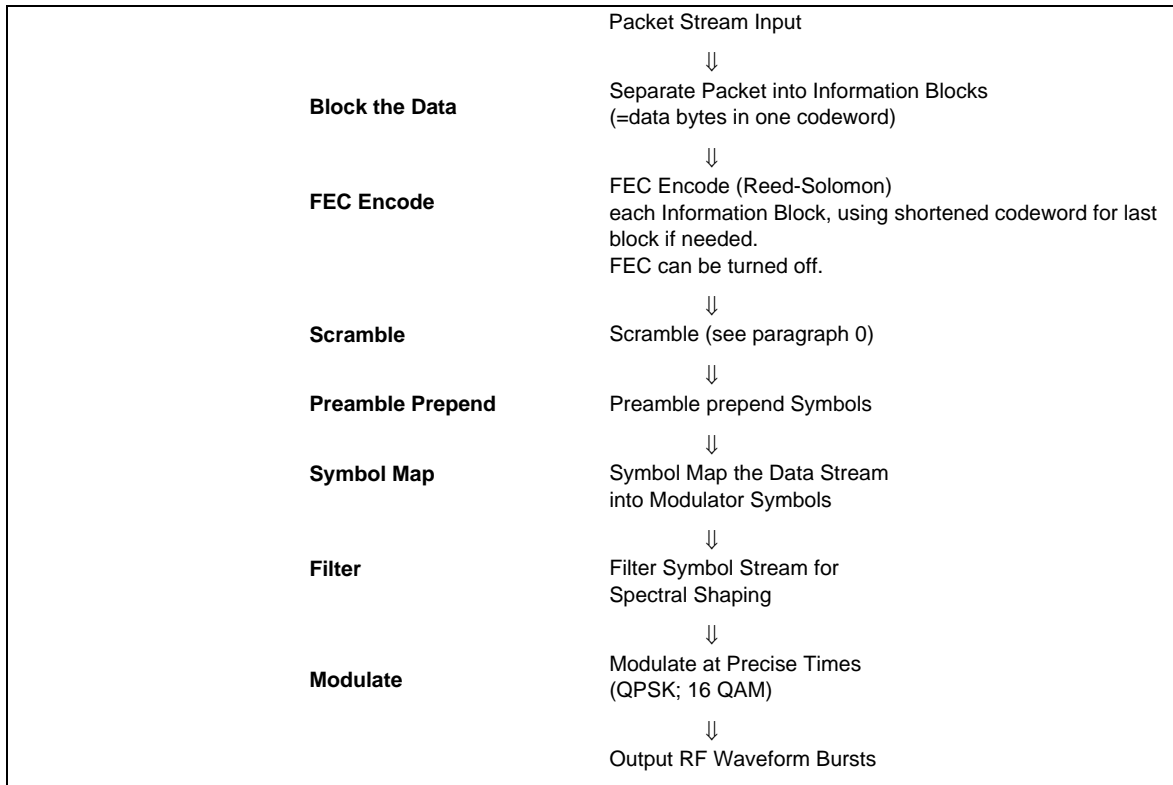 Packet Stream Input
⇓
Block the Data
Separate Packet into Information Blocks
(=data bytes in one codeword)
⇓
FEC Encode
FEC Encode (Reed-Solomon)
each Information Block, using shortened codeword for last
block if needed.
FEC can be turned off.
⇓
Scramble
Scramble (see paragraph 0)
⇓
Preamble Prepend
Preamble prepend Symbols
⇓
Symbol Map
Symbol Map the Data Stream
into Modulator Symbols
⇓
Filter
Filter Symbol Stream for
Spectral Shaping
⇓
Modulate
Modulate at Precise Times
(QPSK; 16 QAM)
⇓
Output RF Waveform Bursts